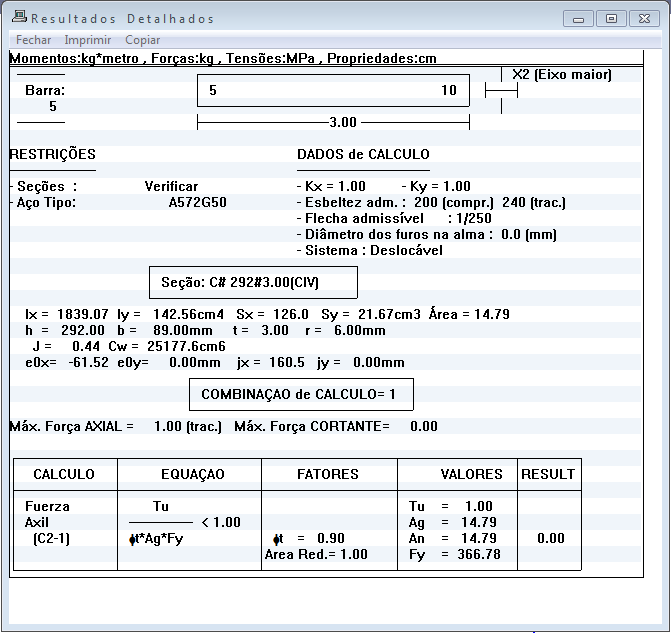 Resultados Detalhados
Fechar Imprimir Copiar
Momentos:kg*metro , Forças:kg , Tensões:MPa , Propriedades:cm
Barra: 5 10 X2 (Eixo maior)
5
3.00
RESTRIÇÕES DADOS de CALCULO
- Seções : Verificar - Kx = 1.00 - Ky = 1.00
- Aço Tipo: A572G50 - Esbeltez adm. : 200 (compr.) 240 (trac.)
- Flecha admissível : 1/250
- Diâmetro dos furos na alma : 0.0 (mm)
- Sistema : Deslocável
Seção: C# 292#3.00(CIV)
Ix = 1839.07 Iy = 142.56cm4 Sx = 126.0 Sy = 21.67cm3 Área = 14.79
h = 292.00 b = 89.00mm t = 3.00 r = 6.00mm
J = 0.44 Cw = 25177.6cm6
e0x= -61.52 e0y= 0.00mm jx = 160.5 jy = 0.00mm
COMBINAÇAO de CALCULO= 1
Máx. Força AXIAL = 1.00 (trac.) Máx. Força CORTANTE= 0.00
CALCULO EQUAÇAO FATORES VALORES RESULT
Fuerza Tu Tu = 1.00
Axil < 1.00 Ag = 14.79
(C2-1) ϕt*Ag*Fy ϕt = 0.90 An = 14.79 0.00
Area Red.= 1.00 Fy = 366.78